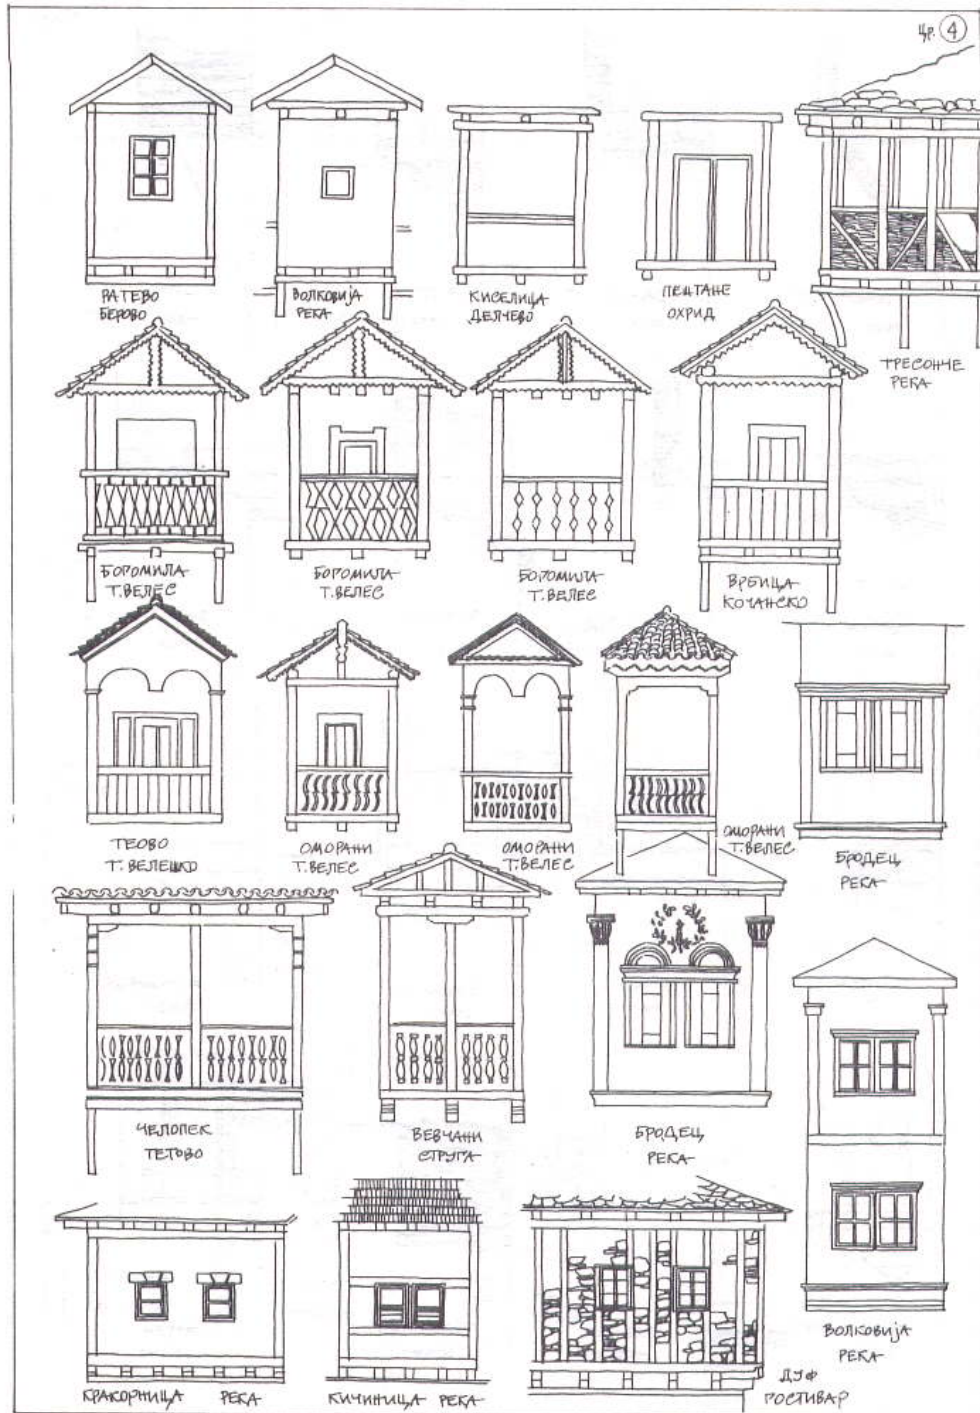 цр. 4
РАТЕВО
БЕРОВО
ВОЛКОВИЈА
РЕКА
КИСЕЛИЦА
ДЕЛЧЕВО
ПЕШТАНЕ
ОХРИД
ТРЕСОНЧЕ
РЕКА
БОРОМИЛА
Т.ВЕЛЕС
БОРОМИЛА
Т.ВЕЛЕС
БОРОМИЛА
Т.ВЕЛЕС
ВРБИЦА
КОЧАНСКО
ТЕОВО
Т.ВЕЛЕШКО
ОМОРАНИ
Т.ВЕЛЕС
ОМОРАНИ
Т.ВЕЛЕС
ОМОРАНИ
Т.ВЕЛЕС
БРОДЕЦ
РЕКА
ЧЕЛОПЕК
ТЕТОВО
ВЕВЧАНИ
СТРУГА
БРОДЕЦ
РЕКА
ВОЛКОВИЈА
РЕКА
КРАКОРНИЦА РЕКА
КИЧИНИЦА РЕКА
ДУФ
ГОСТИВАР